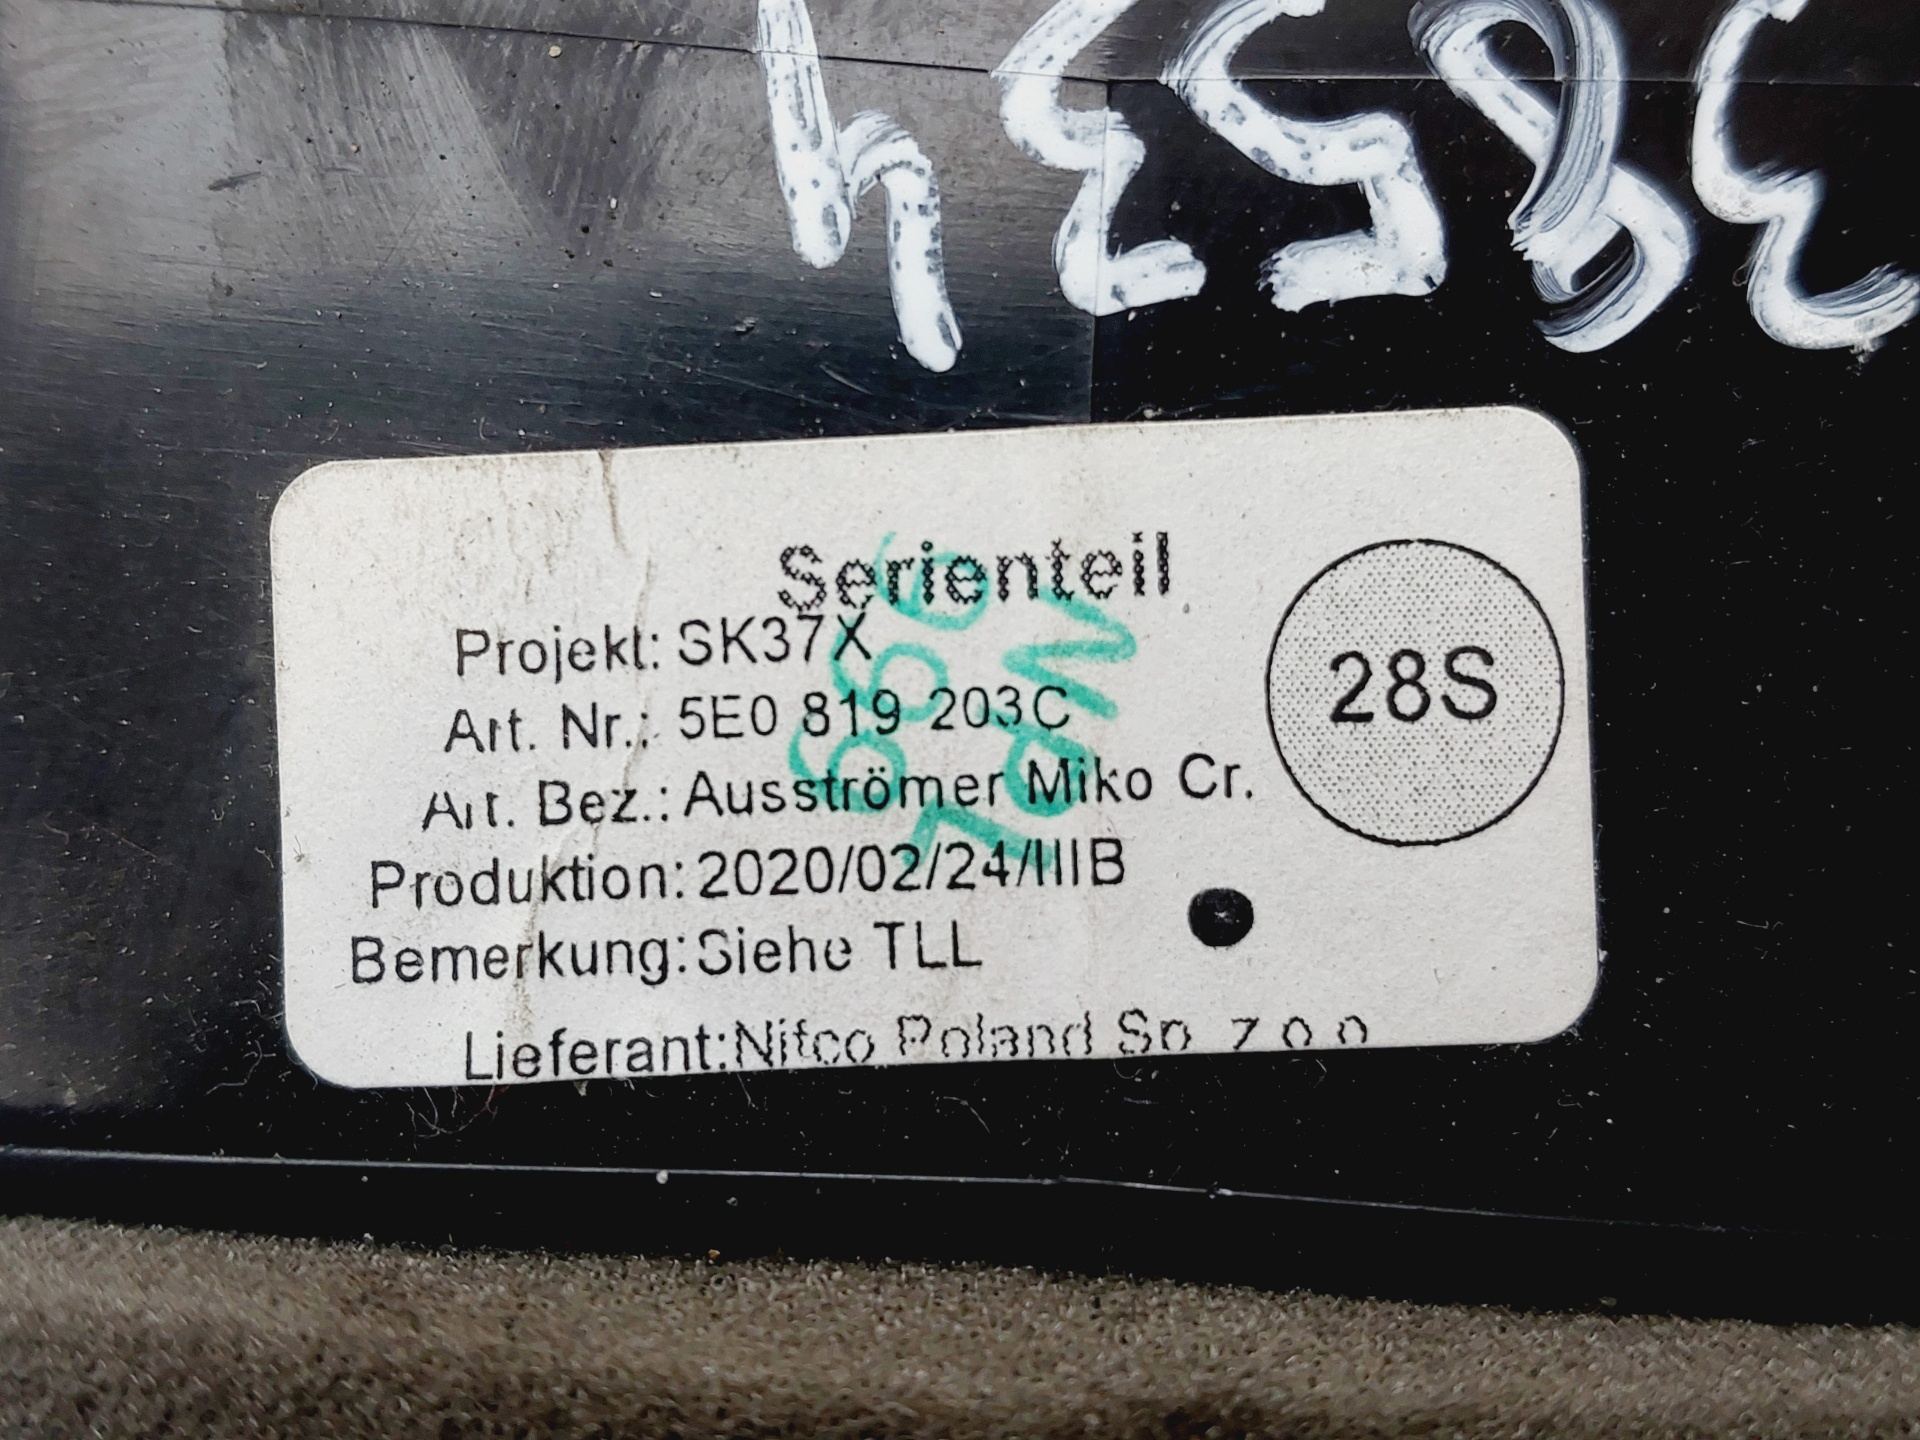 38534
Serienteil
Projekt: SK37X
Art. Nr.: 5E0 819 203C
28S
Art. Bez.: Ausströmer Miko Cr.
Produktion: 2020/02/24/IIIB
Bemerkung: Siehe TLL
Lieferant: Nifco Poland Sp. z o.o.